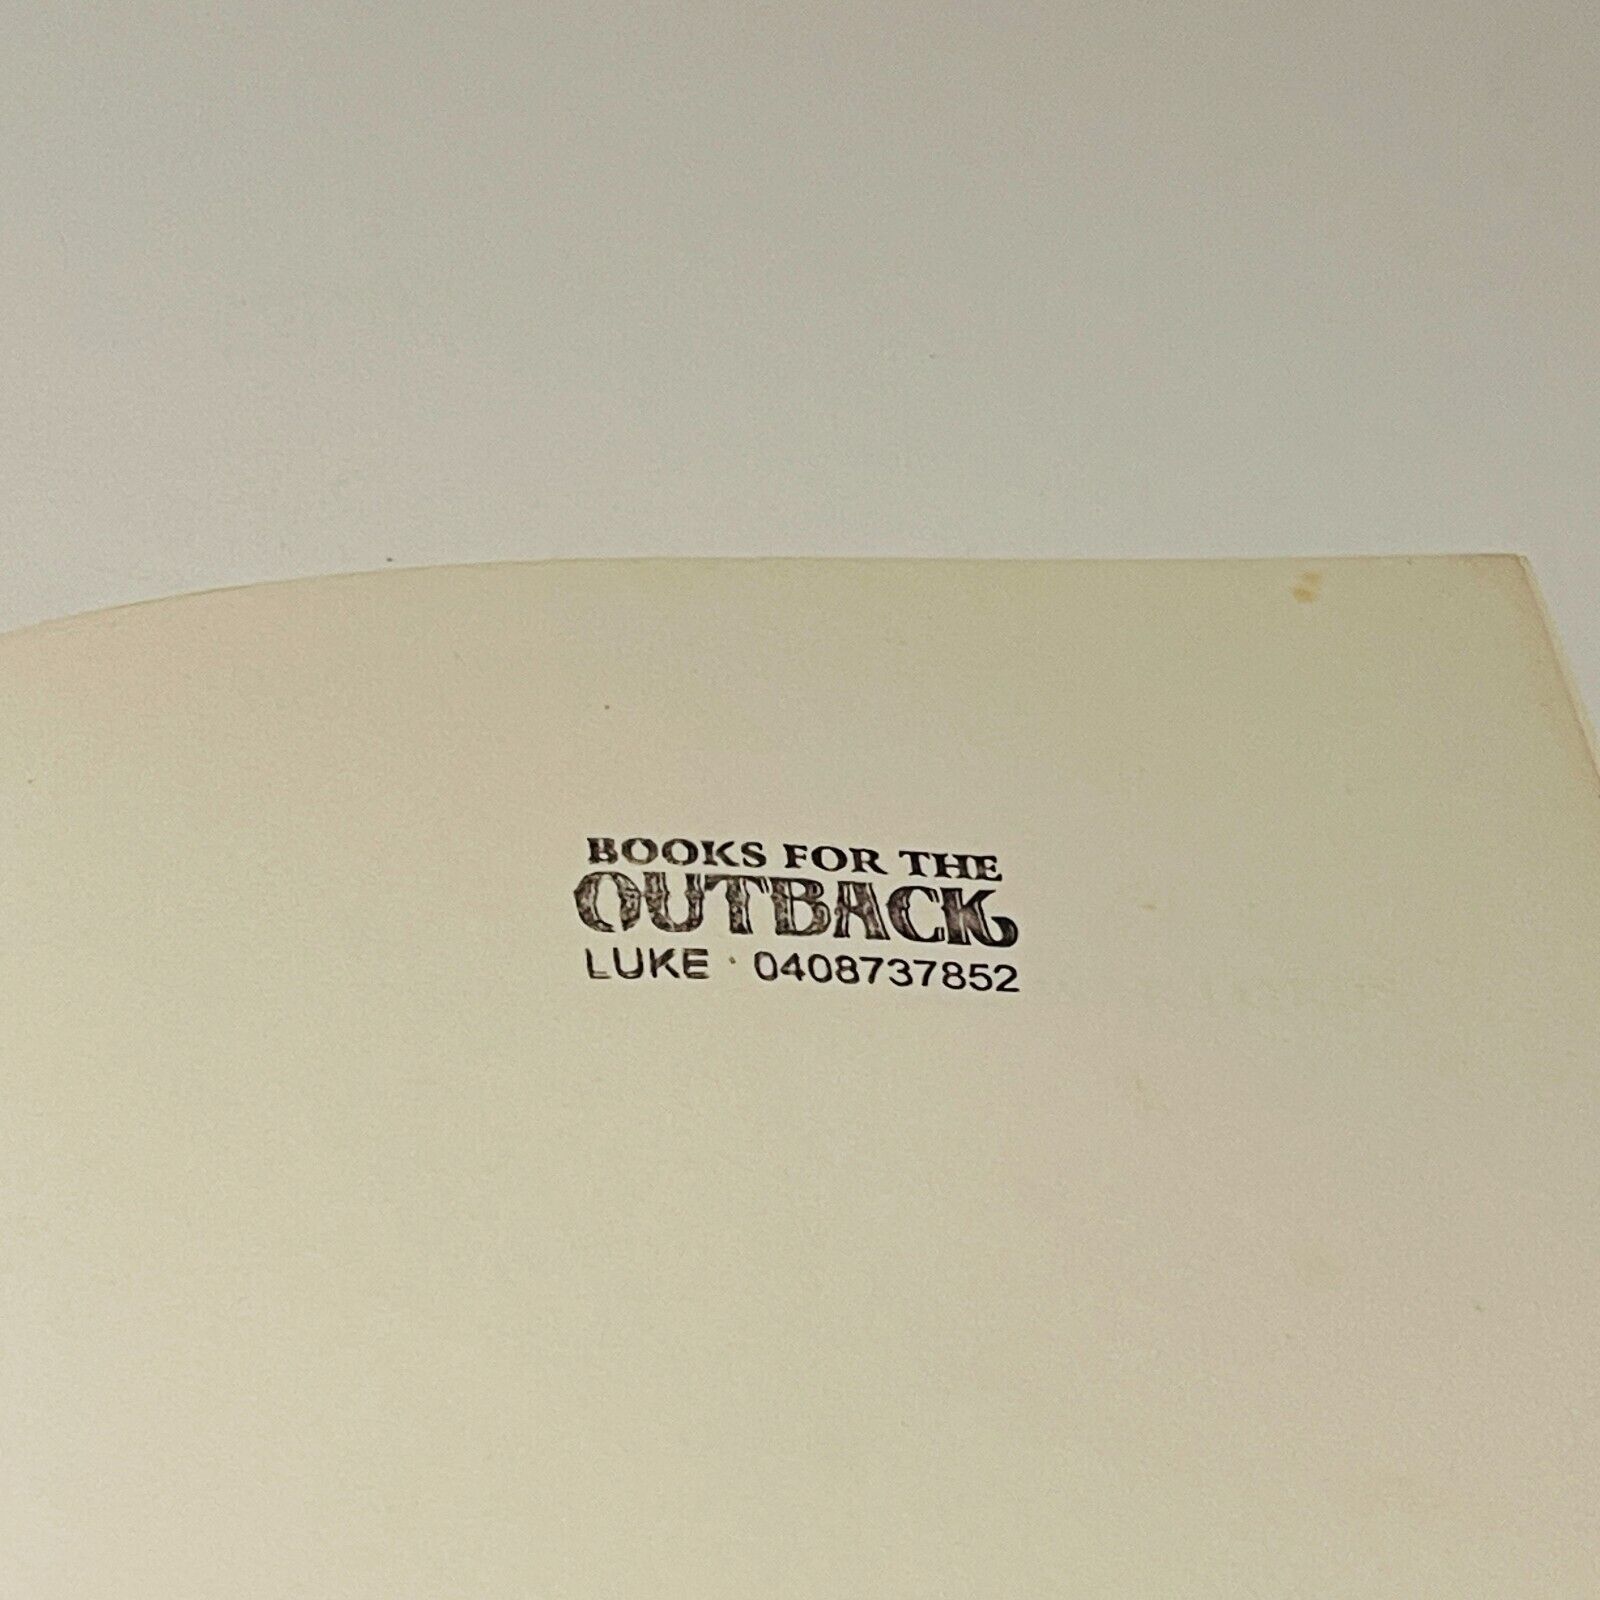 BOOKS FOR THE
OUTBACK
LUKE · 0408737852